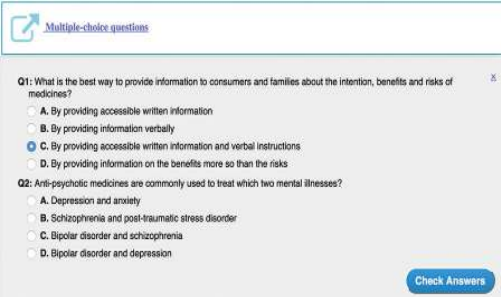 Multiple-choice questions
X
Q1: What is the best way to provide information to consumers and families about the intention, benefits and risks of
medicines?
A. By providing accessible written information
B. By providing information verbally
C. By providing accessible written information and verbal instructions
D. By providing information on the benefits more so than the risks
Q2: Anti-psychotic medicines are commonly used to treat which two mental illnesses?
A. Depression and anxiety
B. Schizophrenia and post-traumatic stress disorder
C. Bipolar disorder and schizophrenia
D. Bipolar disorder and depression
Check Answers